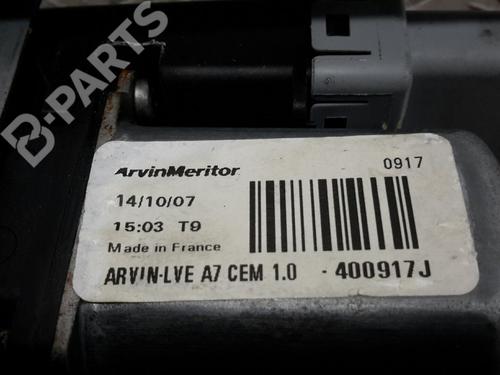 B-PARTS
ArvinMeritor
0917
14/10/07
15:03 T9
Made in France
ARVIN-LVE A7 CEM 1.0 - 400917J